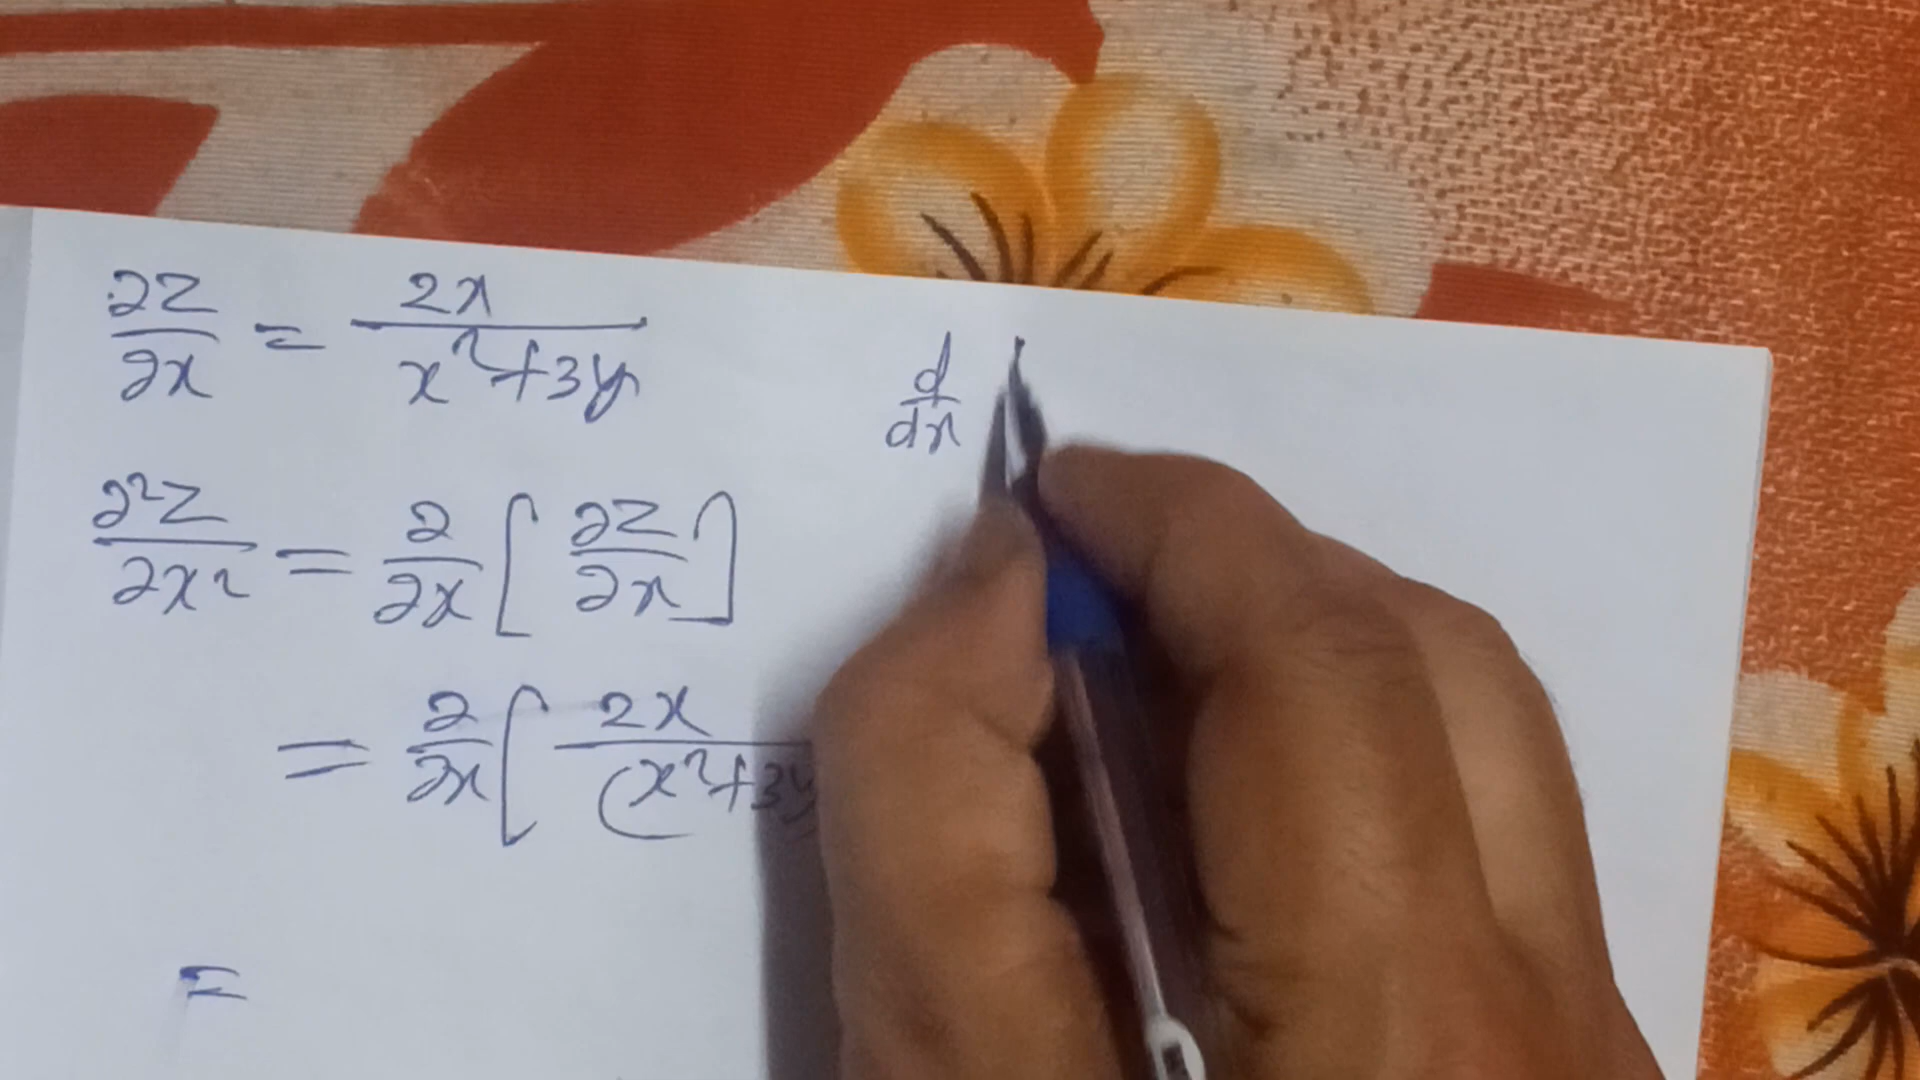 ∂z/∂x = 2x/(x²+3y)
d/dx
∂²z/∂x² = ∂/∂x [ ∂z/∂x ]
= ∂/∂x [ 2x/(x²+3y
=